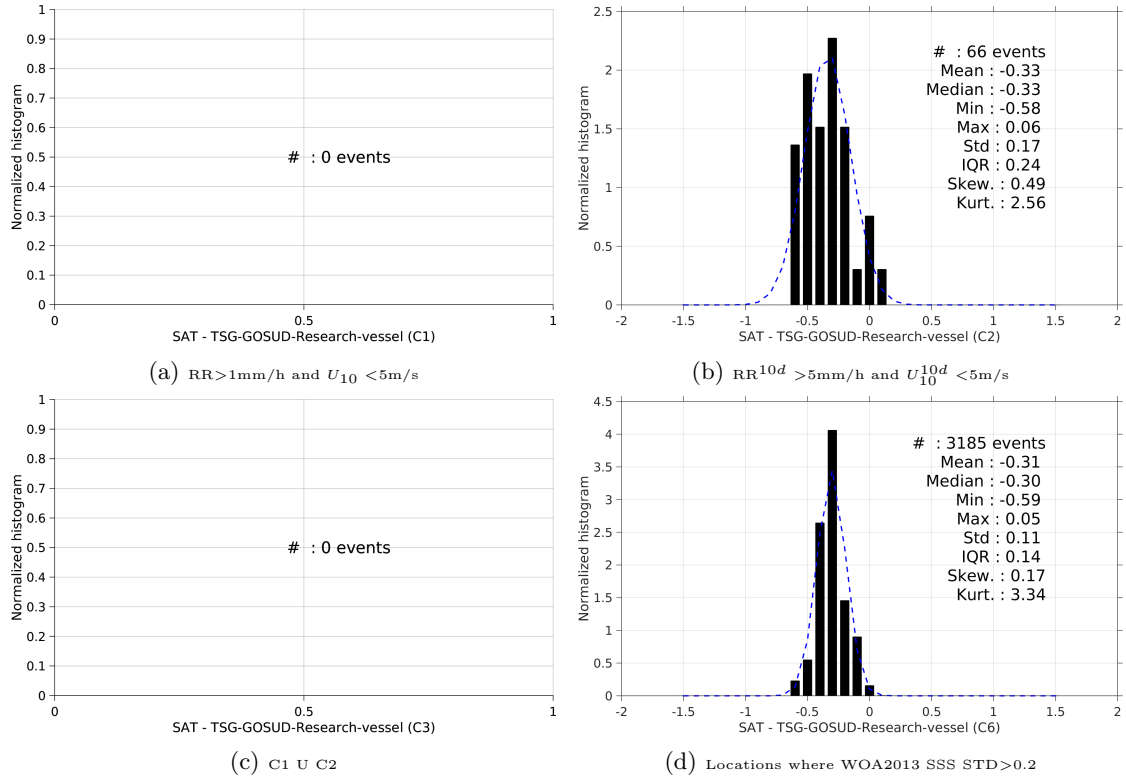 1
0.9
0.8
0.7
0.6
0.5
0.4
0.3
0.2
0.1
0
Normalized histogram
# : 0 events
0 0.5 1
SAT - TSG-GOSUD-Research-vessel (C1)
(a) RR>1mm/h and U10 <5m/s
2.5
2
1.5
1
0.5
0
Normalized histogram
# : 66 events
Mean : -0.33
Median : -0.33
Min : -0.58
Max : 0.06
Std : 0.17
IQR : 0.24
Skew. : 0.49
Kurt. : 2.56
-2 -1.5 -1 -0.5 0 0.5 1 1.5 2
SAT - TSG-GOSUD-Research-vessel (C2)
(b) RR^10d >5mm/h and U_10^10d <5m/s
1
0.9
0.8
0.7
0.6
0.5
0.4
0.3
0.2
0.1
0
Normalized histogram
# : 0 events
0 0.5 1
SAT - TSG-GOSUD-Research-vessel (C3)
(c) C1 U C2
4.5
4
3.5
3
2.5
2
1.5
1
0.5
0
Normalized histogram
# : 3185 events
Mean : -0.31
Median : -0.30
Min : -0.59
Max : 0.05
Std : 0.11
IQR : 0.14
Skew. : 0.17
Kurt. : 3.34
-2 -1.5 -1 -0.5 0 0.5 1 1.5 2
SAT - TSG-GOSUD-Research-vessel (C6)
(d) Locations where WOA2013 SSS STD>0.2